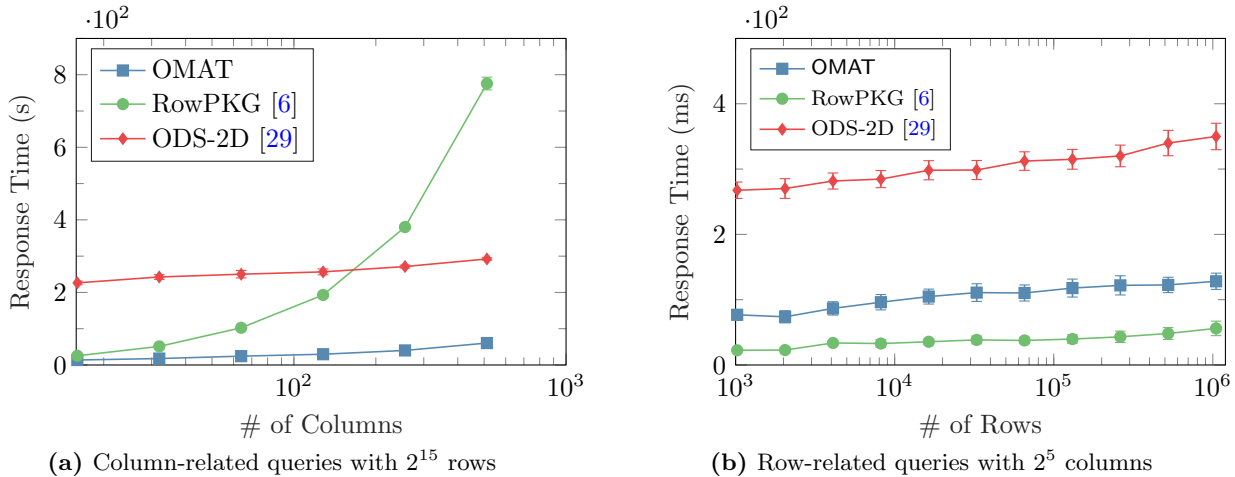 ·10²
8
6
4
2
0
Response Time (s)
OMAT
RowPKG [6]
ODS-2D [29]
10² 10³
# of Columns
(a) Column-related queries with 2¹⁵ rows
·10²
4
2
0
Response Time (ms)
OMAT
RowPKG [6]
ODS-2D [29]
10³ 10⁴ 10⁵ 10⁶
# of Rows
(b) Row-related queries with 2⁵ columns